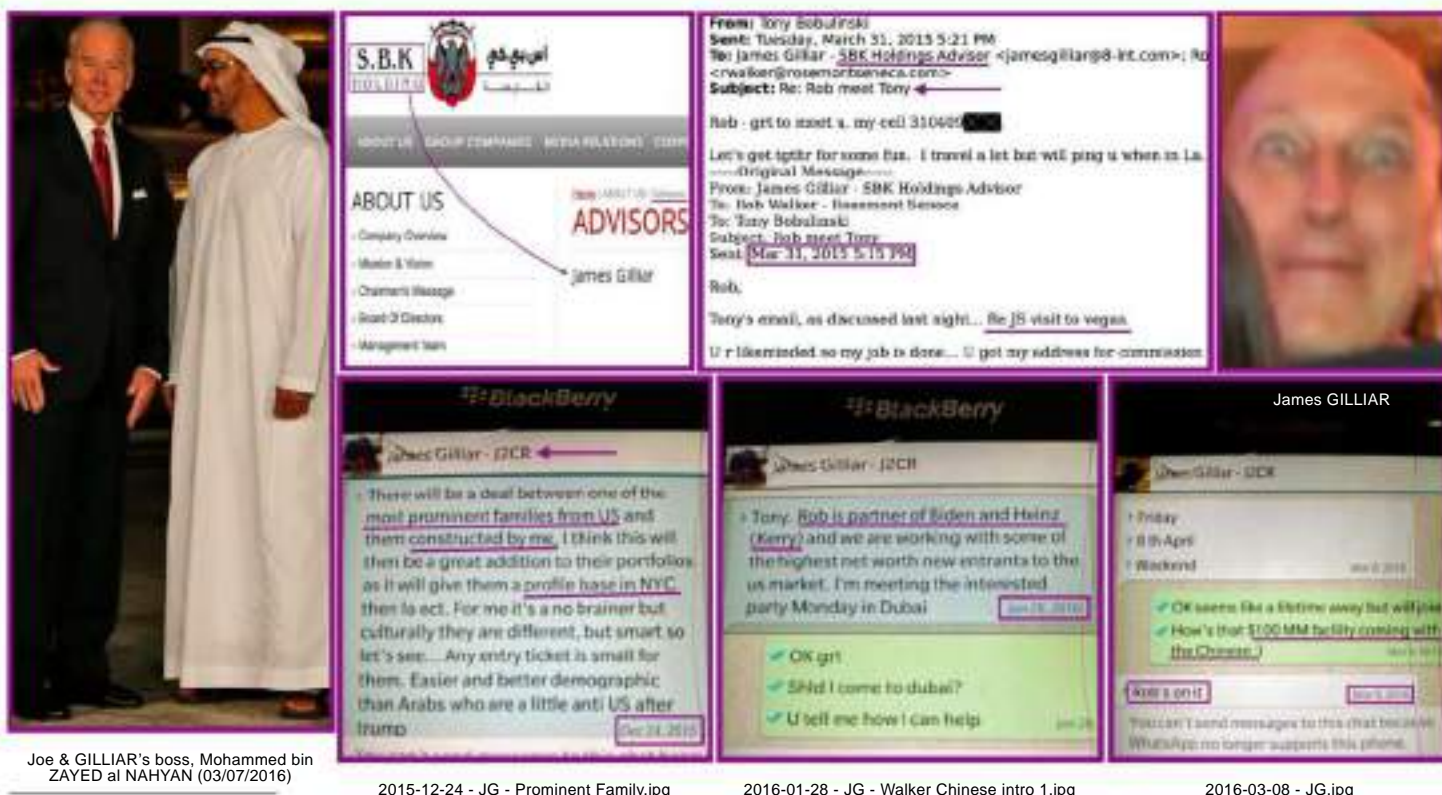 S.B.K
HOLDING
ABOUT US GROUP COMPANIES MEDIA RELATIONS
ABOUT US
Company Overview
Mission & Vision
Chairman's Message
Board Of Directors
Management Team
ADVISORS
James Gilliar
From: Tony Bobulinski
Sent: Tuesday, March 31, 2015 5:21 PM
To: James Gilliar - SBK Holdings Advisor <jamesgilliar@8-int.com>; Ro
<rwalker@rosemontseneca.com>
Subject: Re: Rob meet Tony
Rob - grt to meet u. my cell 310409
Let's get tgthr for some fun. I travel a lot but will ping u when in La.
-----Original Message-----
From: James Gilliar - SBK Holdings Advisor
To: Rob Walker - Rosemont Seneca
To: Tony Bobulinski
Subject: Rob meet Tony
Sent: Mar 31, 2015 5:15 PM
Rob,
Tony's email, as discussed last night... Re JS visit to vegas
U r likeminded so my job is done... U got my address for commission
BlackBerry
James Gilliar - J2CR
There will be a deal between one of the
most prominent families from US and
them constructed by me, I think this will
then be a great addition to their portfolios
as it will give them a profile base in NYC,
then la ect. For me it's a no brainer but
culturally they are different, but smart so
let's see.... Any entry ticket is small for
them. Easier and better demographic
than Arabs who are a little anti US after
trump
Dec 24, 2015
BlackBerry
James Gilliar - J2CR
Tony. Rob is partner of Biden and Heinz
(Kerry) and we are working with some of
the highest net worth new entrants to the
us market. I'm meeting the interested
party Monday in Dubai
OK grt
Shld I come to dubai?
U tell me how I can help
James GILLIAR
James Gilliar - J2CR
Friday
8th April
Weekend
OK seems like a lifetime away but will
How's that $100 MM facility coming with
the Chinese
Rob's on it
You can't send messages to this chat because
WhatsApp no longer supports this phone.
Joe & GILLIAR's boss, Mohammed bin
ZAYED al NAHYAN (03/07/2016)
2015-12-24 - JG - Prominent Family.jpg
2016-01-28 - JG - Walker Chinese intro 1.jpg
2016-03-08 - JG.jpg